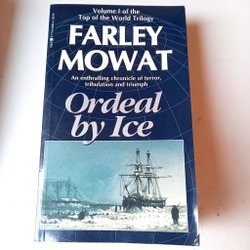 Volume I of the
Top of the World Trilogy
FARLEY
MOWAT
An enthralling chronicle of terror,
tribulation and triumph
Ordeal
by Ice